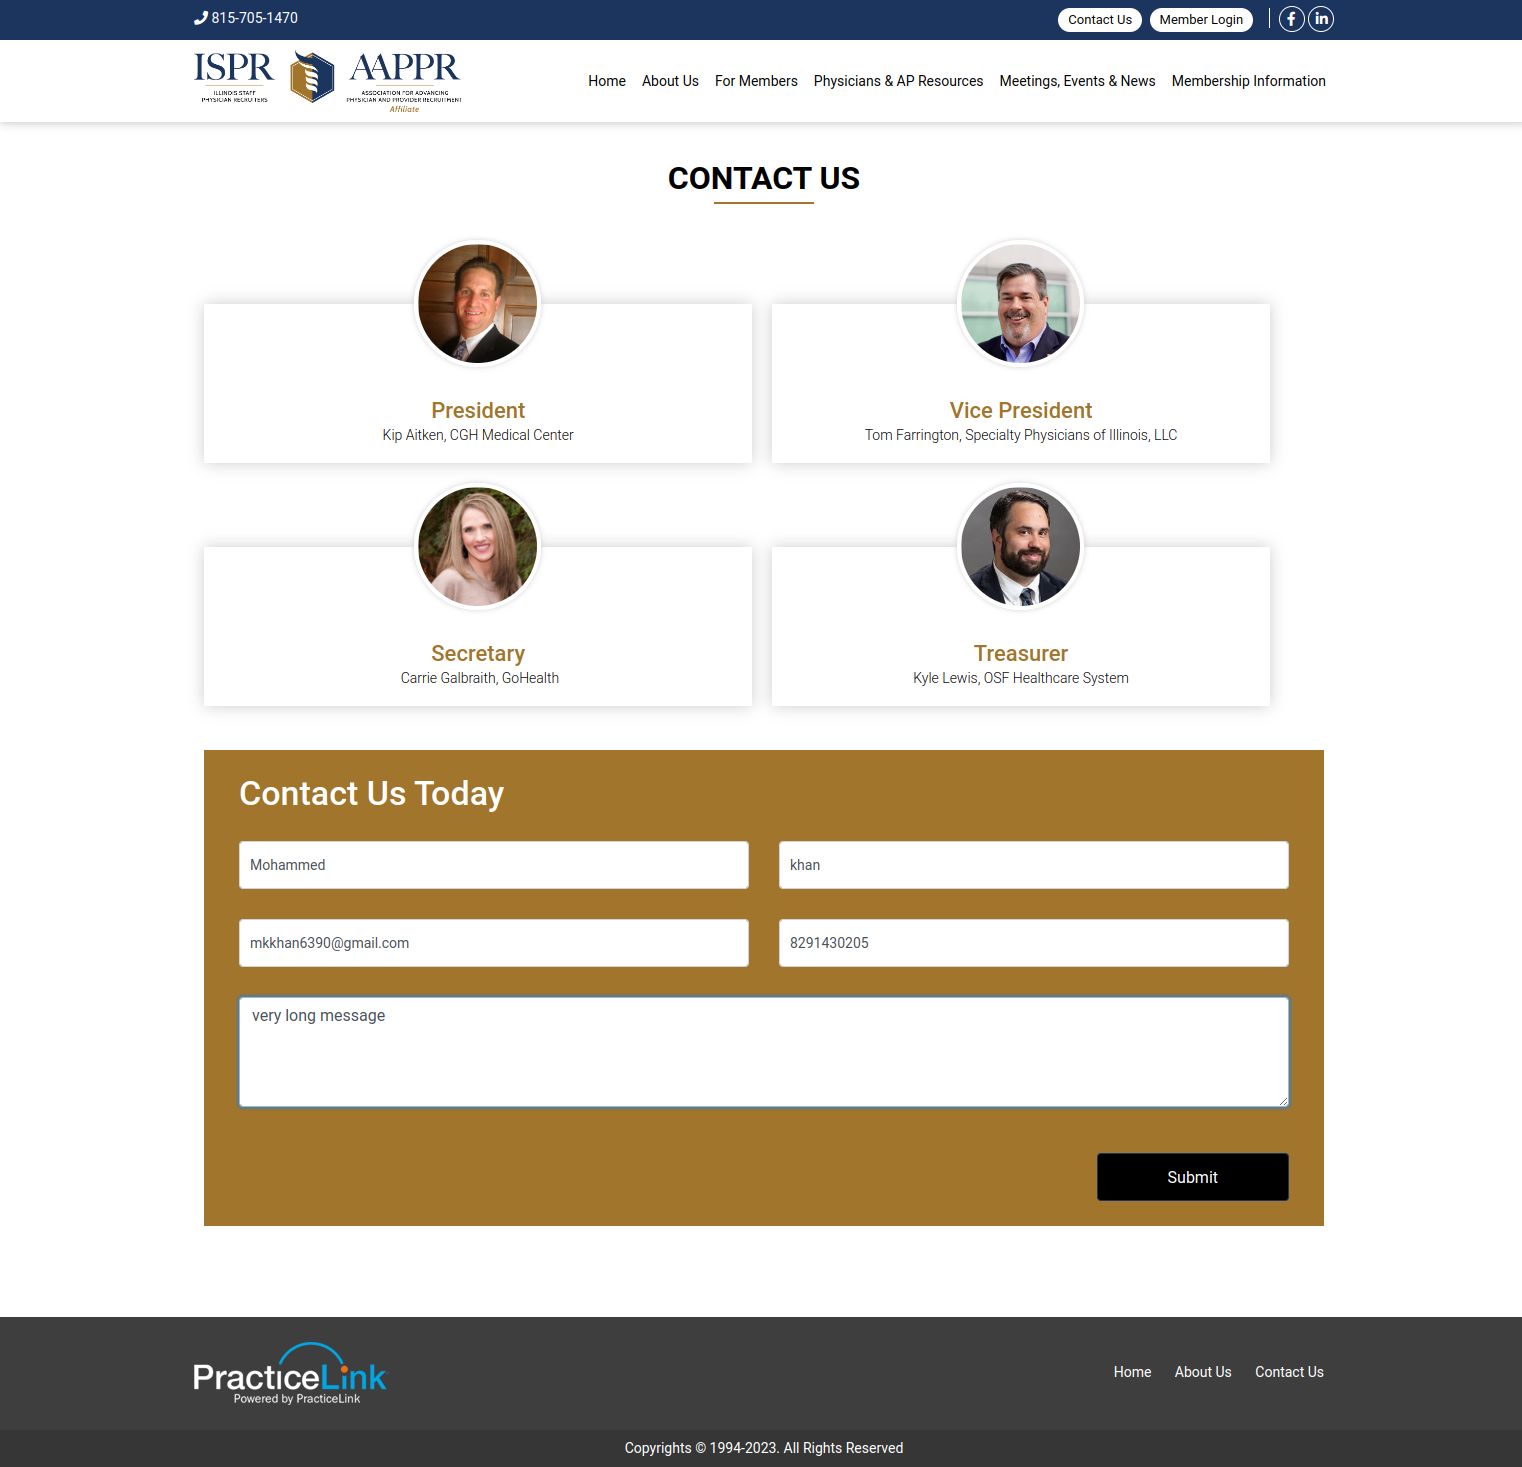 815-705-1470
Contact Us
Member Login
ISPR
ILLINOIS STAFF
PHYSICIAN RECRUITERS
AAPPR
ASSOCIATION FOR ADVANCING
PHYSICIAN AND PROVIDER RECRUITMENT
Affiliate
Home
About Us
For Members
Physicians & AP Resources
Meetings, Events & News
Membership Information
CONTACT US
President
Kip Aitken, CGH Medical Center
Vice President
Tom Farrington, Specialty Physicians of Illinois, LLC
Secretary
Carrie Galbraith, GoHealth
Treasurer
Kyle Lewis, OSF Healthcare System
Contact Us Today
Mohammed
khan
mkkhan6390@gmail.com
8291430205
very long message
Submit
PracticeLink
Powered by PracticeLink
Home
About Us
Contact Us
Copyrights © 1994-2023. All Rights Reserved